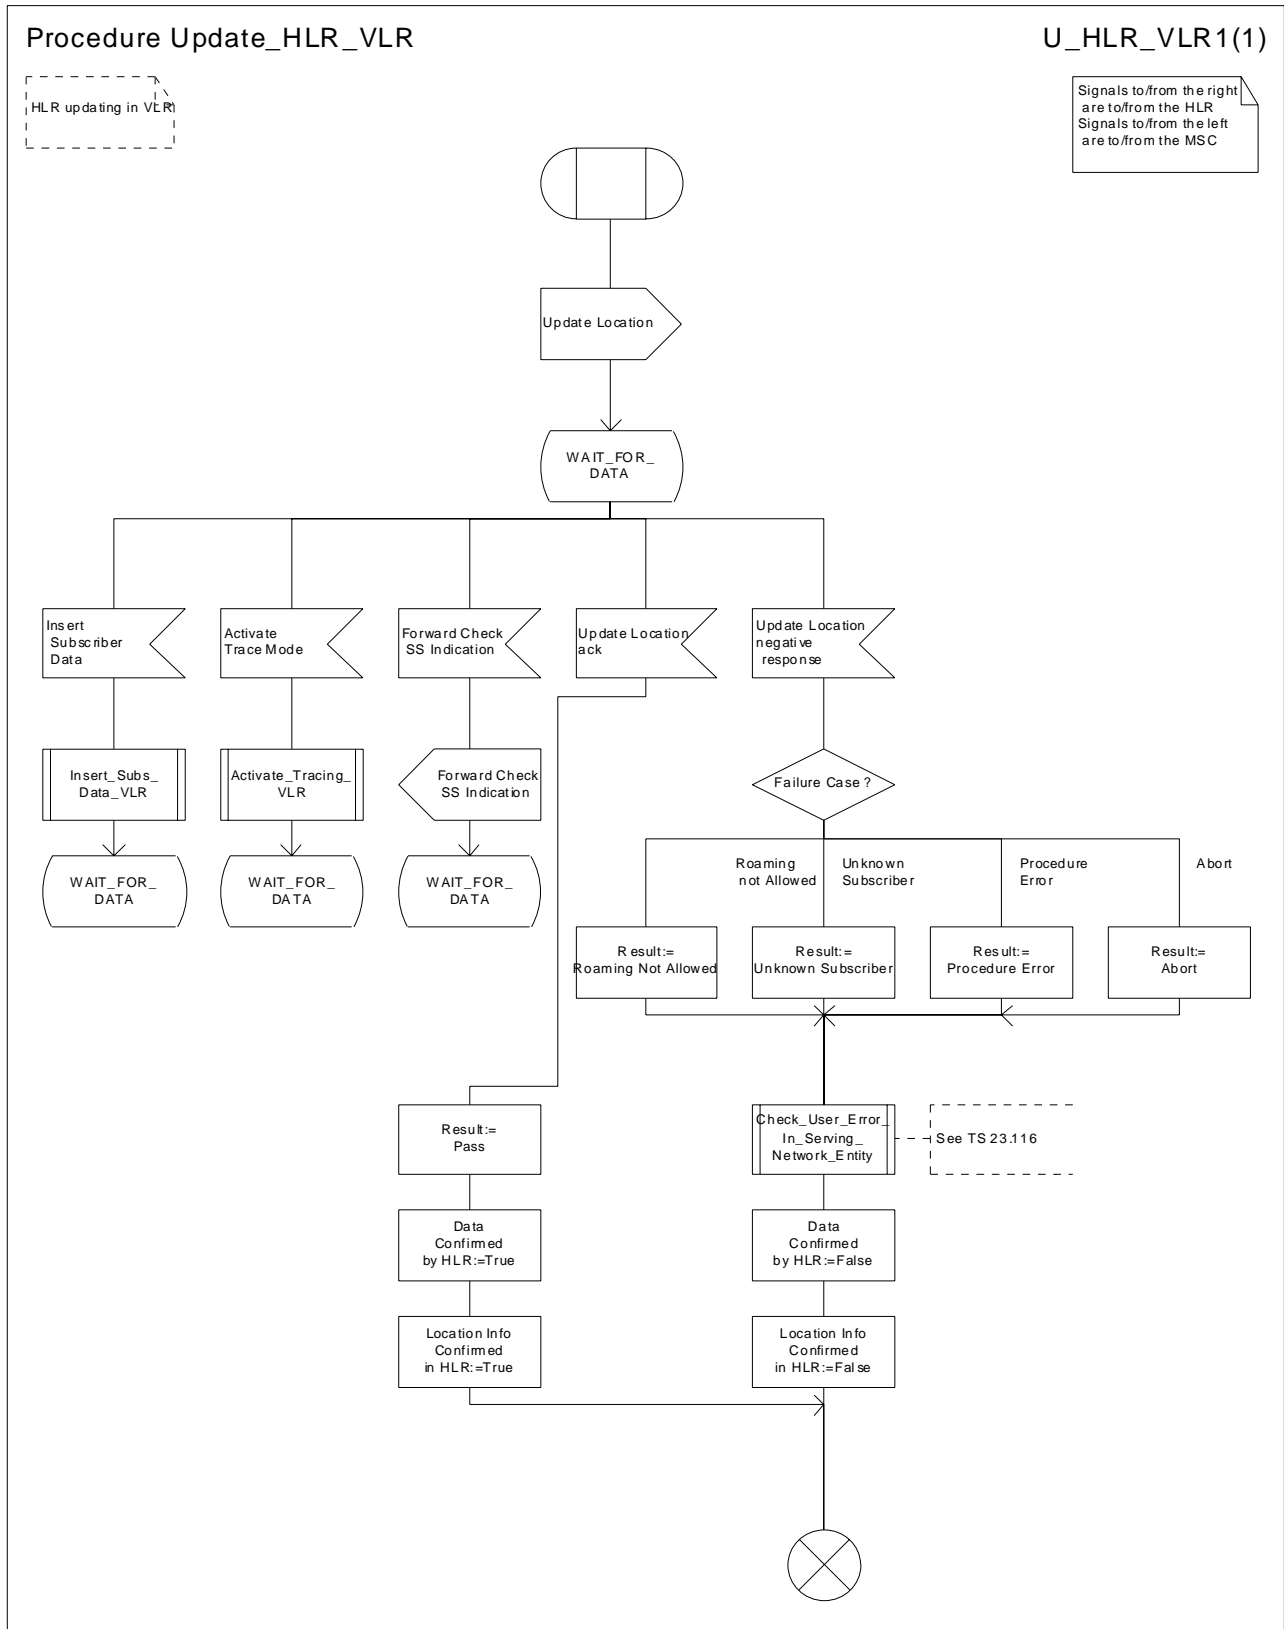 Procedure Update_HLR_VLR
U_HLR_VLR1(1)
HLR updating in VLR
Signals to/from the right
are to/from the HLR
Signals to/from the left
are to/from the MSC
Update Location
WAIT_FOR_
DATA
Insert
Subscriber
Data
Activate
Trace Mode
Forward Check
SS Indication
Update Location
ack
Update Location
negative
response
Insert_Subs_
Data_VLR
Activate_Tracing_
VLR
Forward Check
SS Indication
Failure Case?
WAIT_FOR_
DATA
WAIT_FOR_
DATA
WAIT_FOR_
DATA
Roaming
not Allowed
Unknown
Subscriber
Procedure
Error
Abort
Result:=
Roaming Not Allowed
Result:=
Unknown Subscriber
Result:=
Procedure Error
Result:=
Abort
Result:=
Pass
Check_User_Error_
In_Serving_
Network_Entity
See TS 23.116
Data
Confirmed
by HLR:=True
Data
Confirmed
by HLR:=False
Location Info
Confirmed
in HLR:=True
Location Info
Confirmed
in HLR:=False